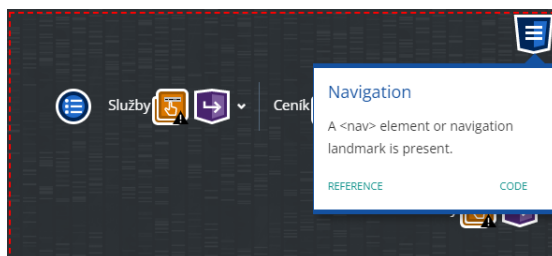 Služby
Ceník
Navigation
A <nav> element or navigation
landmark is present.
REFERENCE
CODE